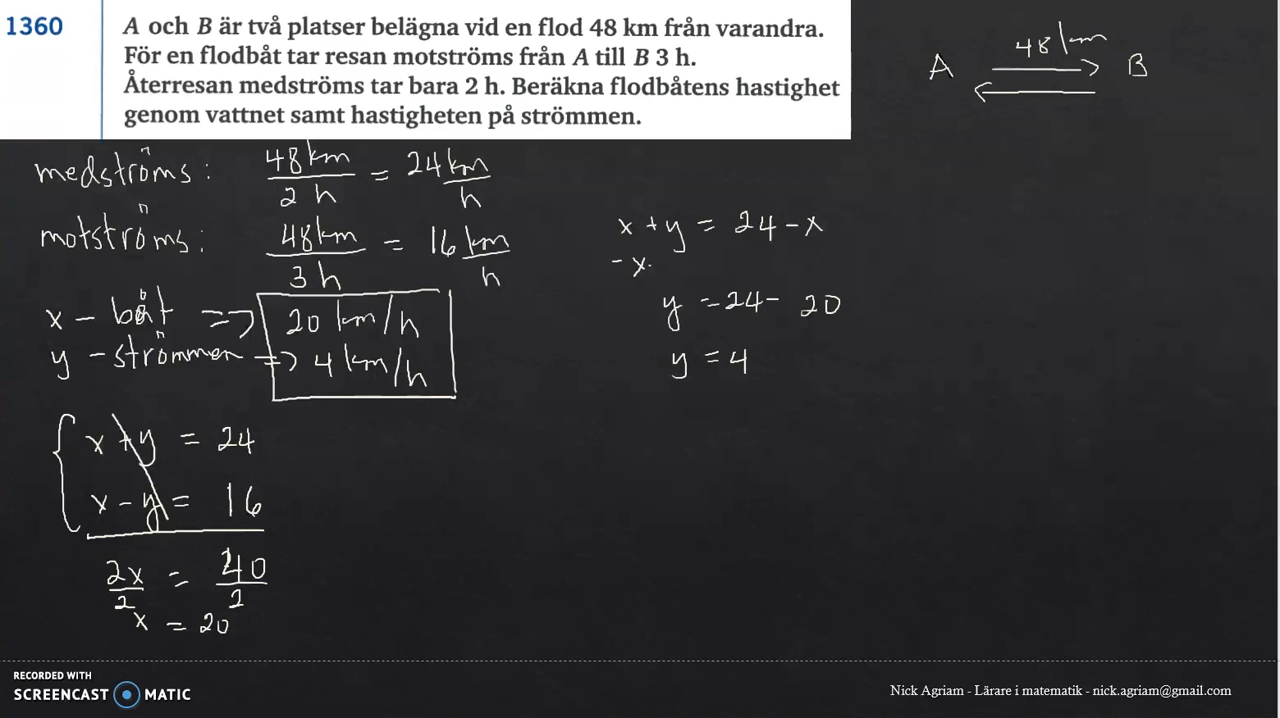 1360
A och B är två platser belägna vid en flod 48 km från varandra.
För en flodbåt tar resan motströms från A till B 3 h.
Återresan medströms tar bara 2 h. Beräkna flodbåtens hastighet
genom vattnet samt hastigheten på strömmen.
A 48 km B
medströms: 48 km / 2 h = 24 km/h
motströms: 48 km / 3 h = 16 km/h
x - båt => 20 km/h
y - strömmen => 4 km/h
x + y = 24
x - y = 16
2x/2 = 40/2
x = 20
x + y = 24 - x
- x
y = 24 - 20
y = 4
RECORDED WITH
SCREENCAST MATIC
Nick Agriam - Lärare i matematik - nick.agriam@gmail.com